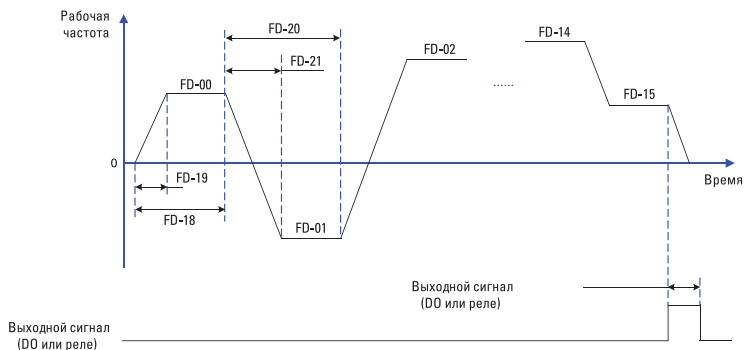 Рабочая
частота
FD-00
FD-20
FD-21
FD-02
FD-14
......
FD-15
0
FD-19
FD-18
FD-01
Время
Выходной сигнал
(DO или реле)
Выходной сигнал
(DO или реле)